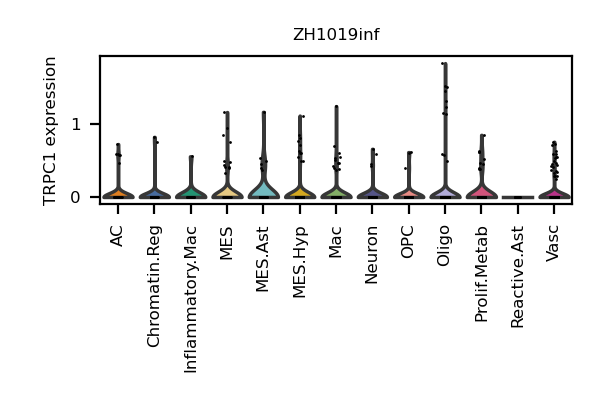 ZH1019inf
TRPC1 expression
1
0
AC
Chromatin.Reg
Inflammatory.Mac
MES
MES.Ast
MES.Hyp
Mac
Neuron
OPC
Oligo
Prolif.Metab
Reactive.Ast
Vasc